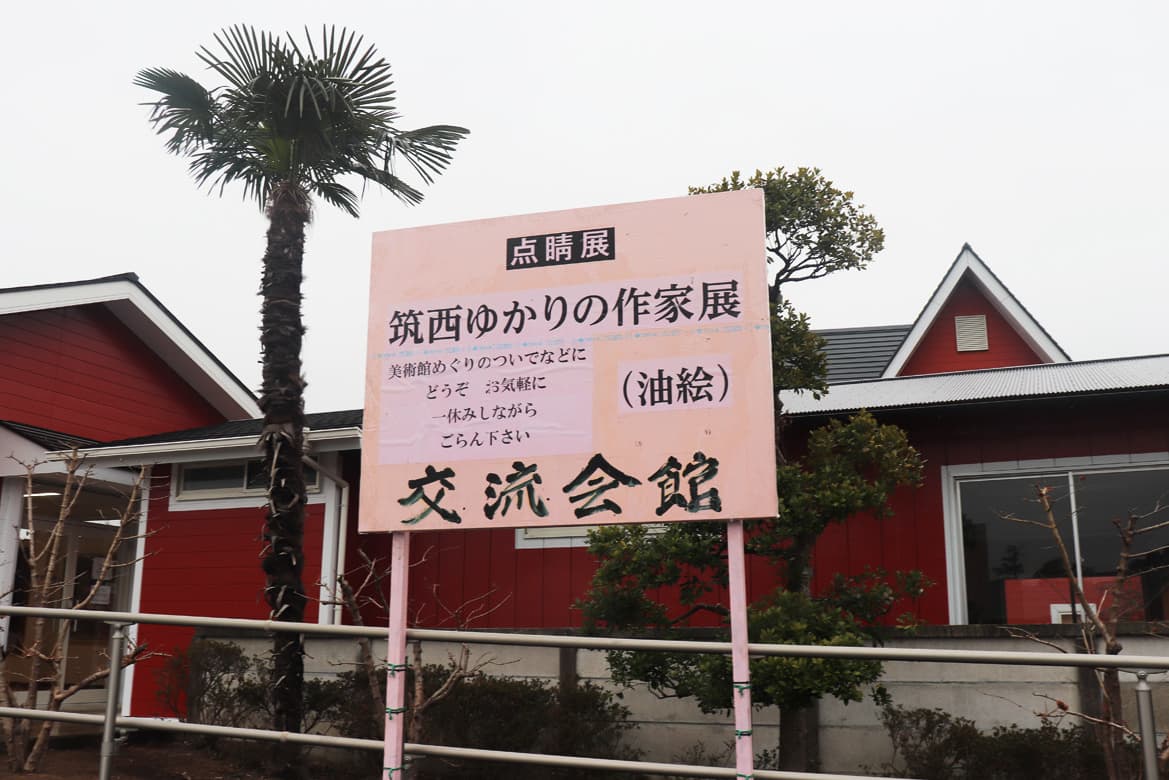 点睛展
筑西ゆかりの作家展
美術館めぐりのついでなどに
どうぞ お気軽に
一休みしながら
ごらん下さい
（油絵）
交流会館